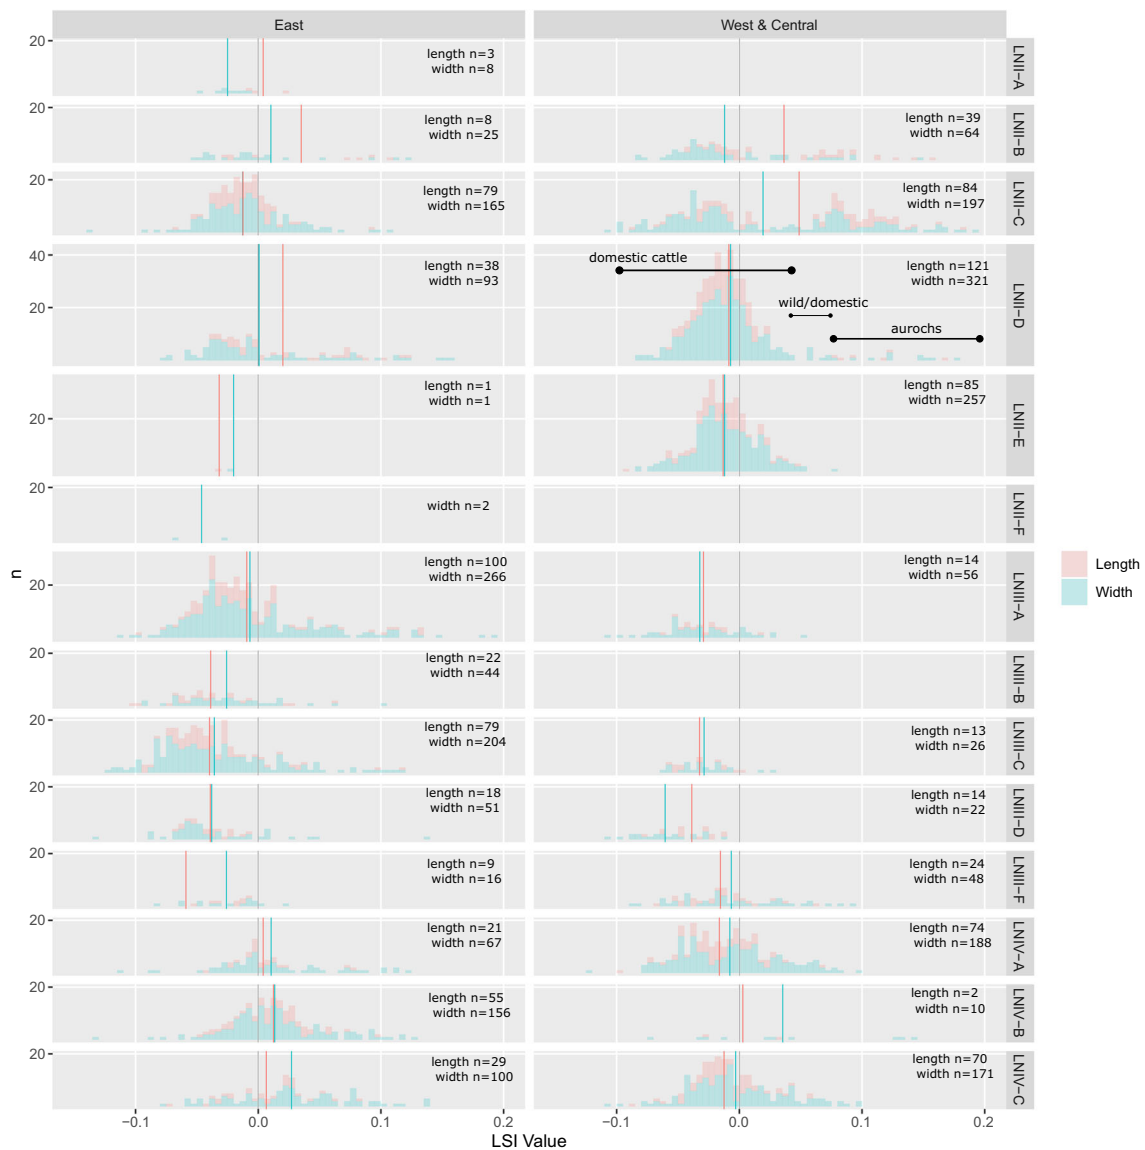 East
West & Central
20
length n=3
width n=8
LNII−A
20
length n=8
width n=25
length n=39
width n=64
LNII−B
20
length n=79
width n=165
length n=84
width n=197
LNII−C
40
20
length n=38
width n=93
domestic cattle
wild/domestic
aurochs
length n=121
width n=321
LNII−D
20
length n=1
width n=1
length n=85
width n=257
LNII−E
20
width n=2
LNII−F
20
length n=100
width n=266
length n=14
width n=56
LNIII−A
20
length n=22
width n=44
LNIII−B
20
length n=79
width n=204
length n=13
width n=26
LNIII−C
20
length n=18
width n=51
length n=14
width n=22
LNIII−D
20
length n=9
width n=16
length n=24
width n=48
LNIII−F
20
length n=21
width n=67
length n=74
width n=188
LNIV−A
20
length n=55
width n=156
length n=2
width n=10
LNIV−B
20
length n=29
width n=100
length n=70
width n=171
LNIV−C
−0.1 0.0 0.1 0.2
−0.1 0.0 0.1 0.2
LSI Value
n
Length
Width